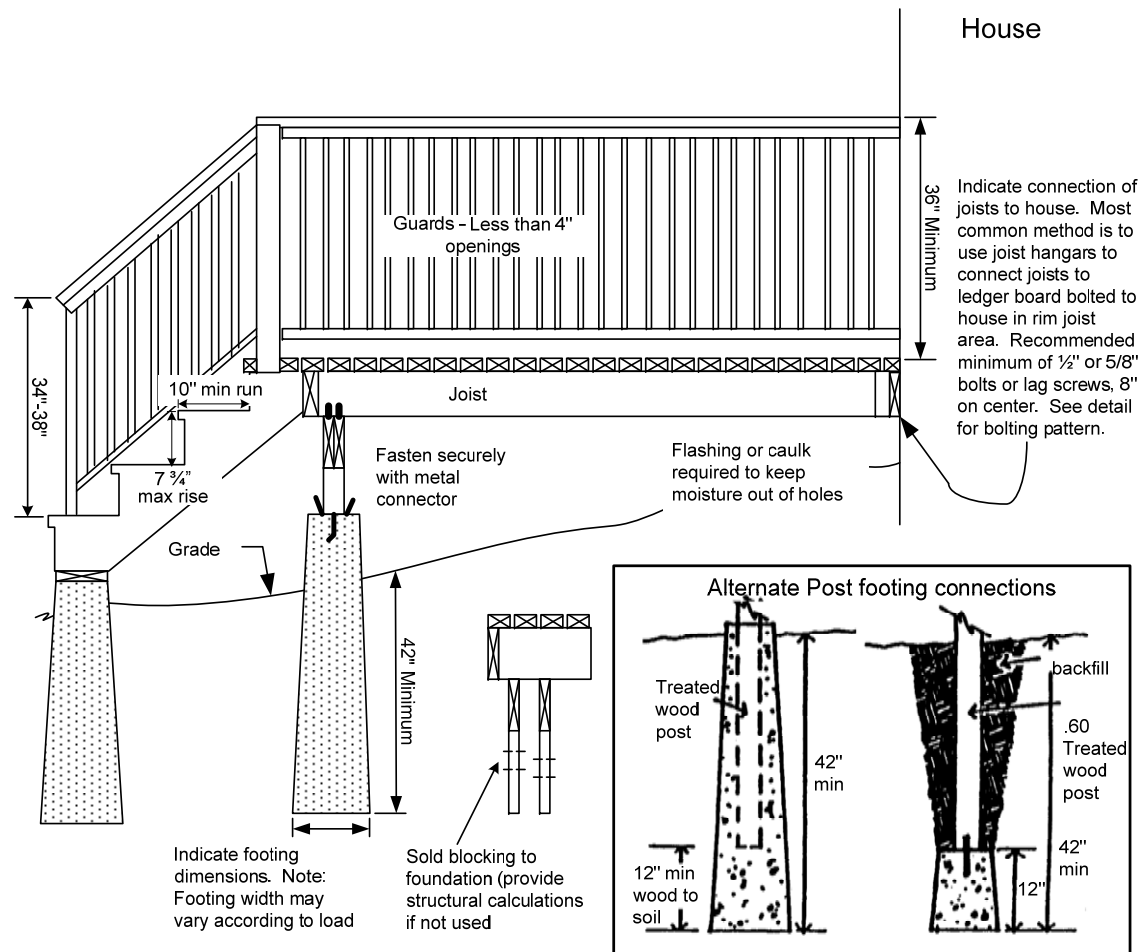 House
Guards - Less than 4"
openings
36" Minimum
Indicate connection of
joists to house. Most
common method is to
use joist hangars to
connect joists to
ledger board bolted to
house in rim joist
area. Recommended
minimum of ½" or 5/8"
bolts or lag screws, 8"
on center. See detail
for bolting pattern.
34"-38"
10" min run
Joist
7 ¾"
max rise
Fasten securely
with metal
connector
Flashing or caulk
required to keep
moisture out of holes
Grade
42" Minimum
Indicate footing
dimensions. Note:
Footing width may
vary according to load
Sold blocking to
foundation (provide
structural calculations
if not used
Alternate Post footing connections
Treated
wood
post
42"
min
12" min
wood to
soil
backfill
.60
Treated
wood
post
42"
min
12"